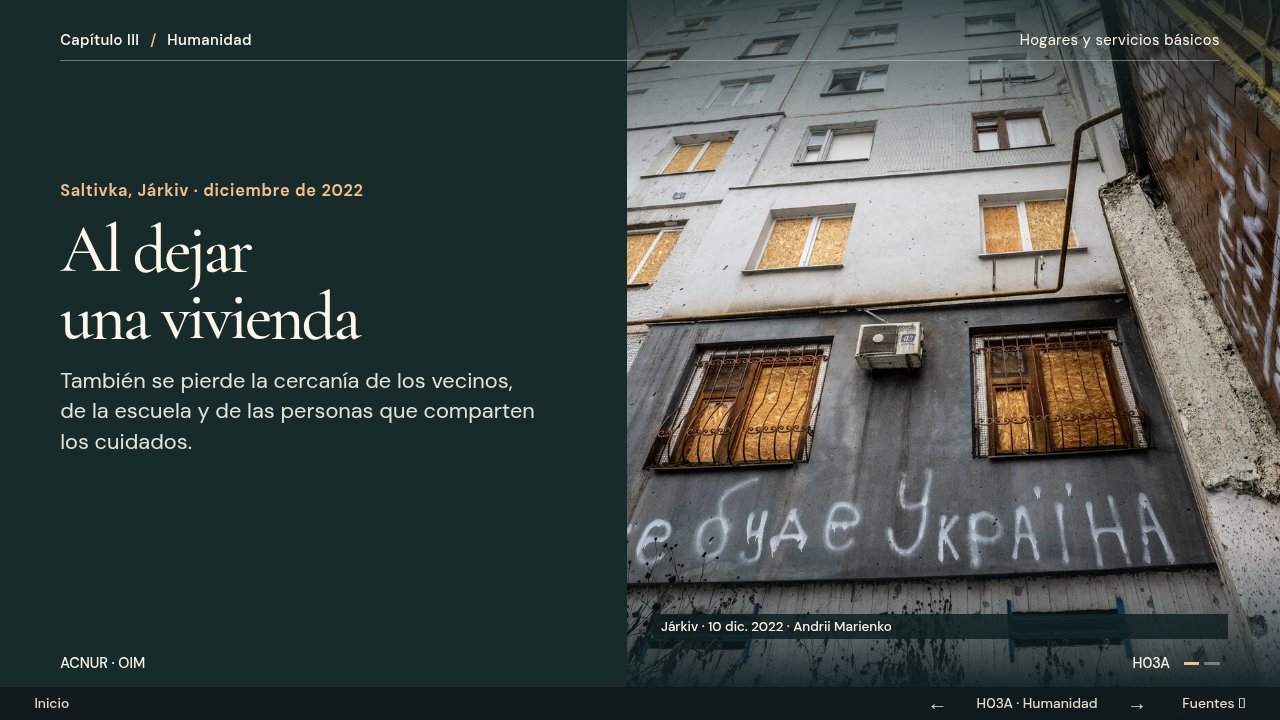 Capítulo III / Humanidad
Hogares y servicios básicos
Saltivka, Járkiv · diciembre de 2022
Al dejar
una vivienda
También se pierde la cercanía de los vecinos,
de la escuela y de las personas que comparten
los cuidados.
е буде Україна
Járkiv · 10 dic. 2022 · Andrii Marienko
ACNUR · OIM
H03A
Inicio
← H03A · Humanidad →
Fuentes